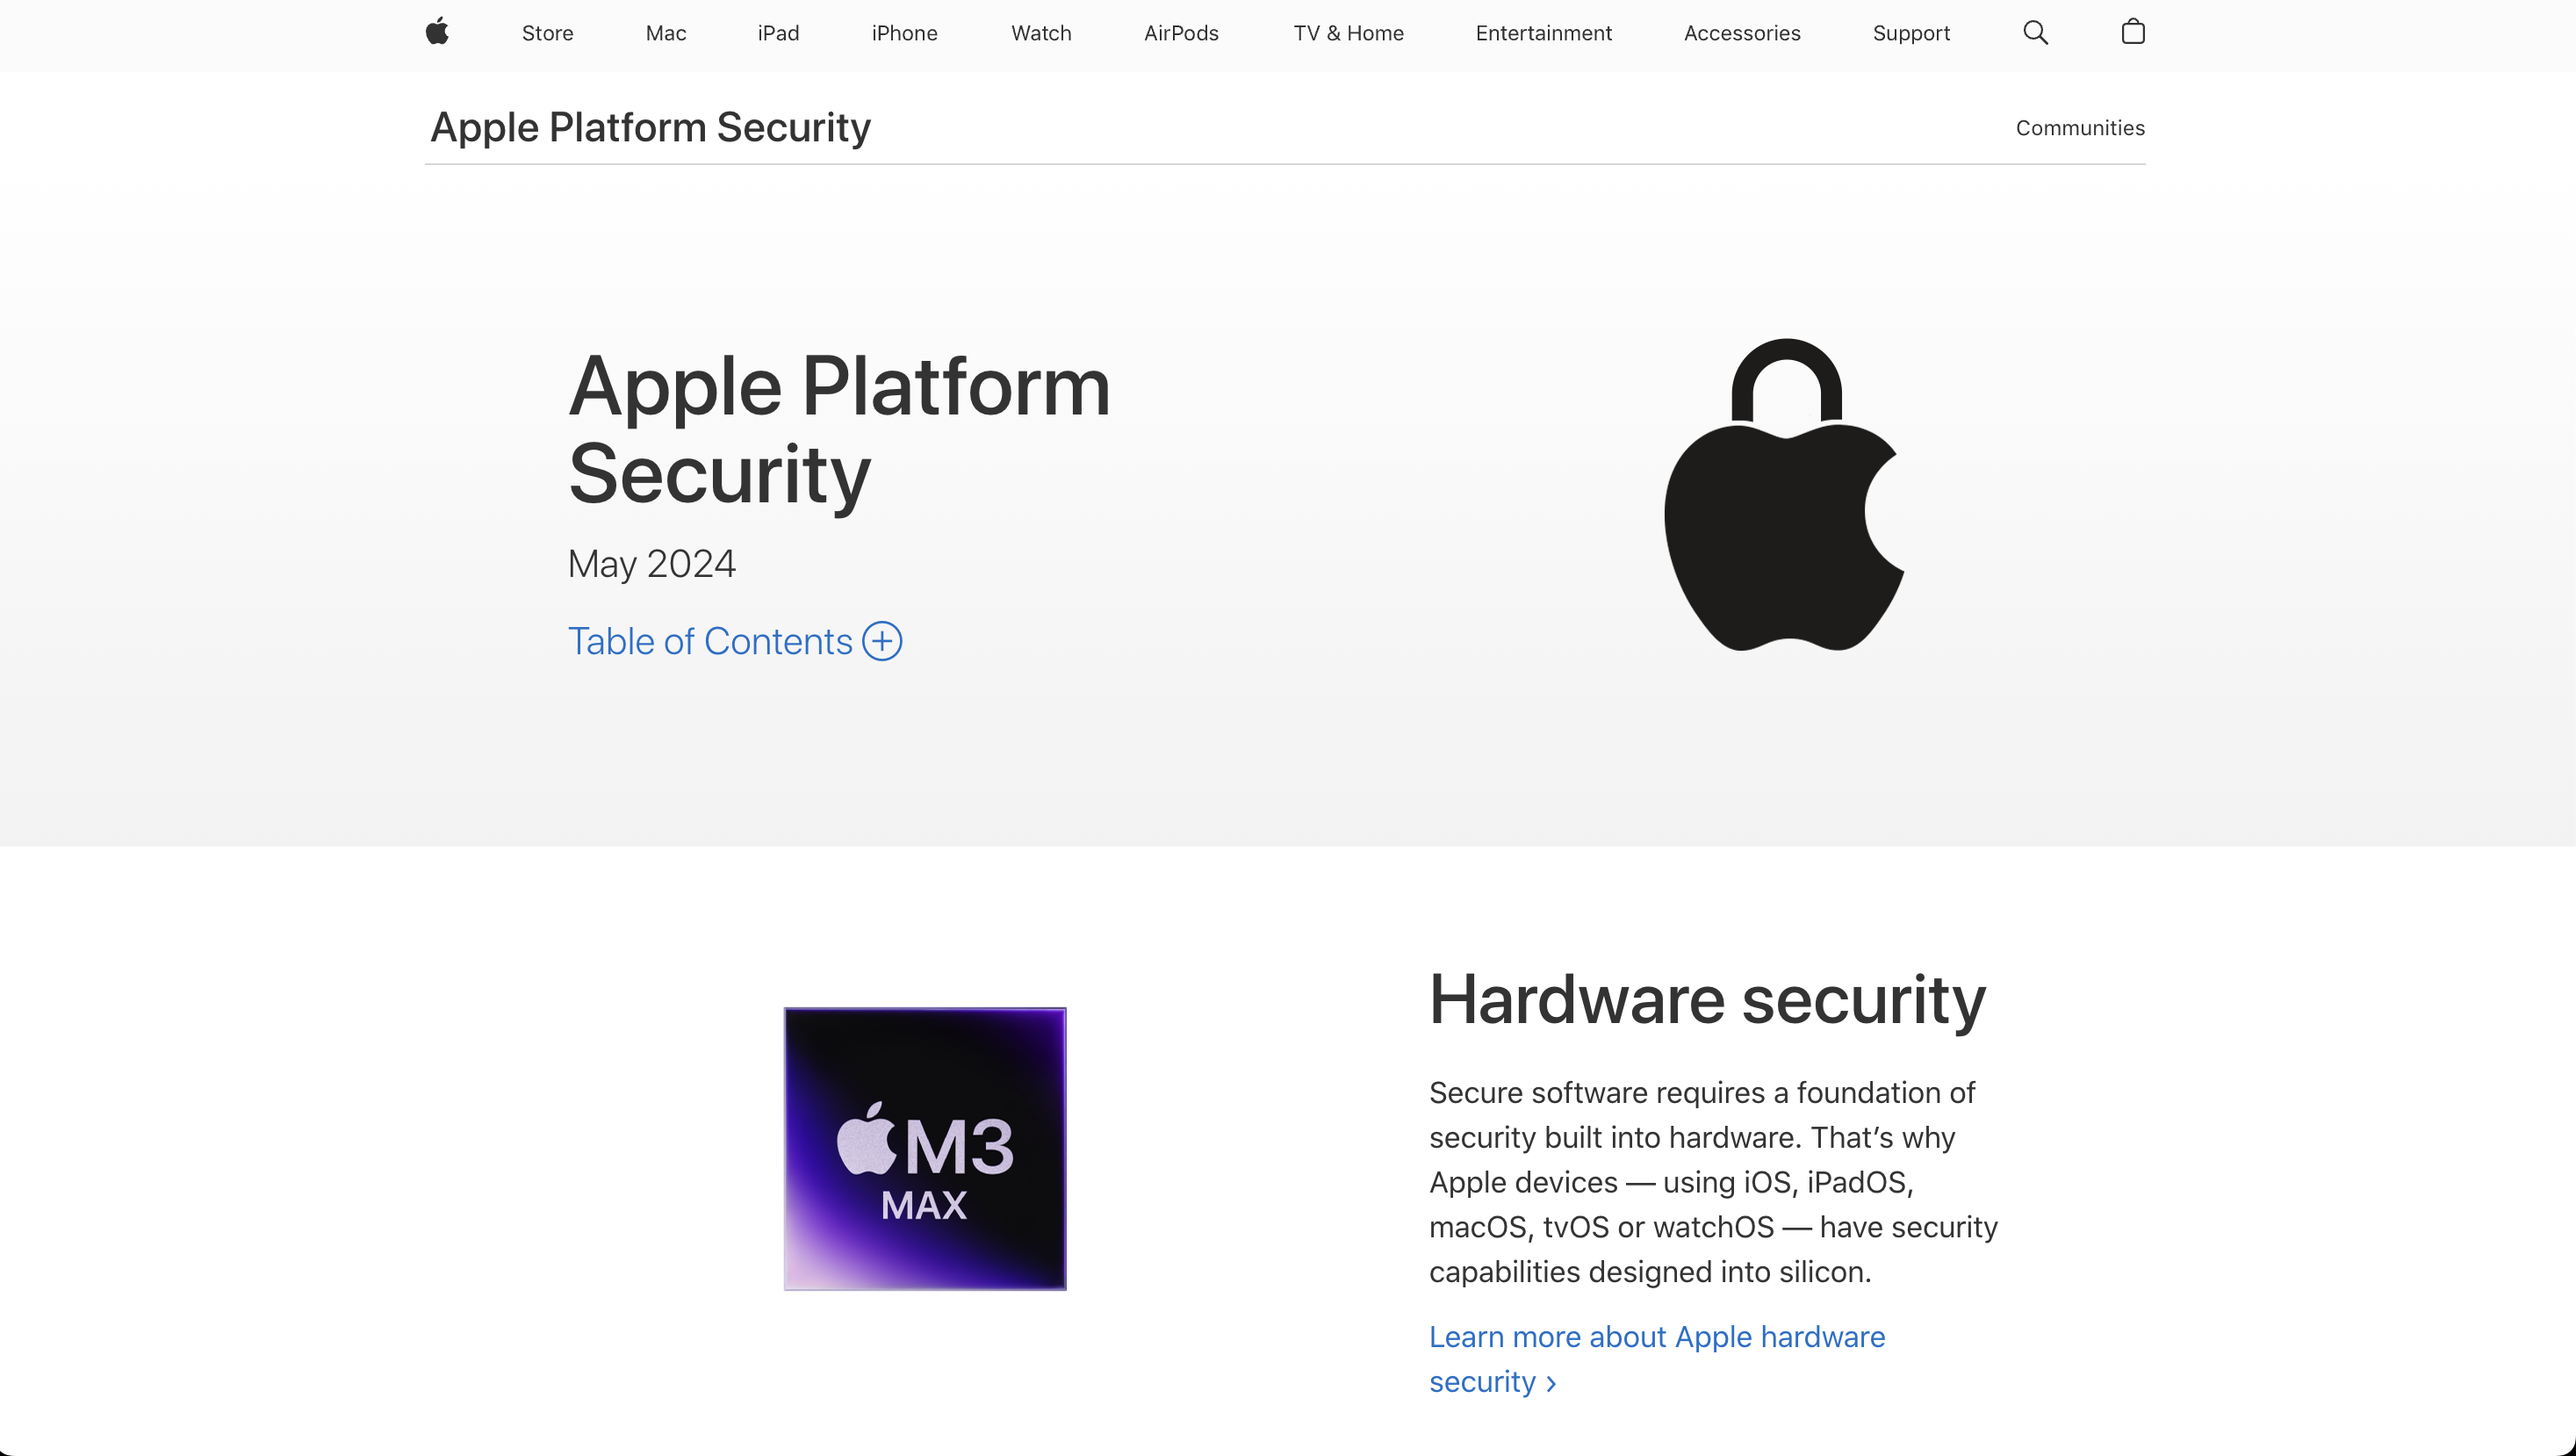 Store Mac iPad iPhone Watch AirPods TV & Home Entertainment Accessories Support
Apple Platform Security
Communities
Apple Platform
Security
May 2024
Table of Contents
M3
MAX
Hardware security
Secure software requires a foundation of
security built into hardware. That’s why
Apple devices — using iOS, iPadOS,
macOS, tvOS or watchOS — have security
capabilities designed into silicon.
Learn more about Apple hardware
security ›